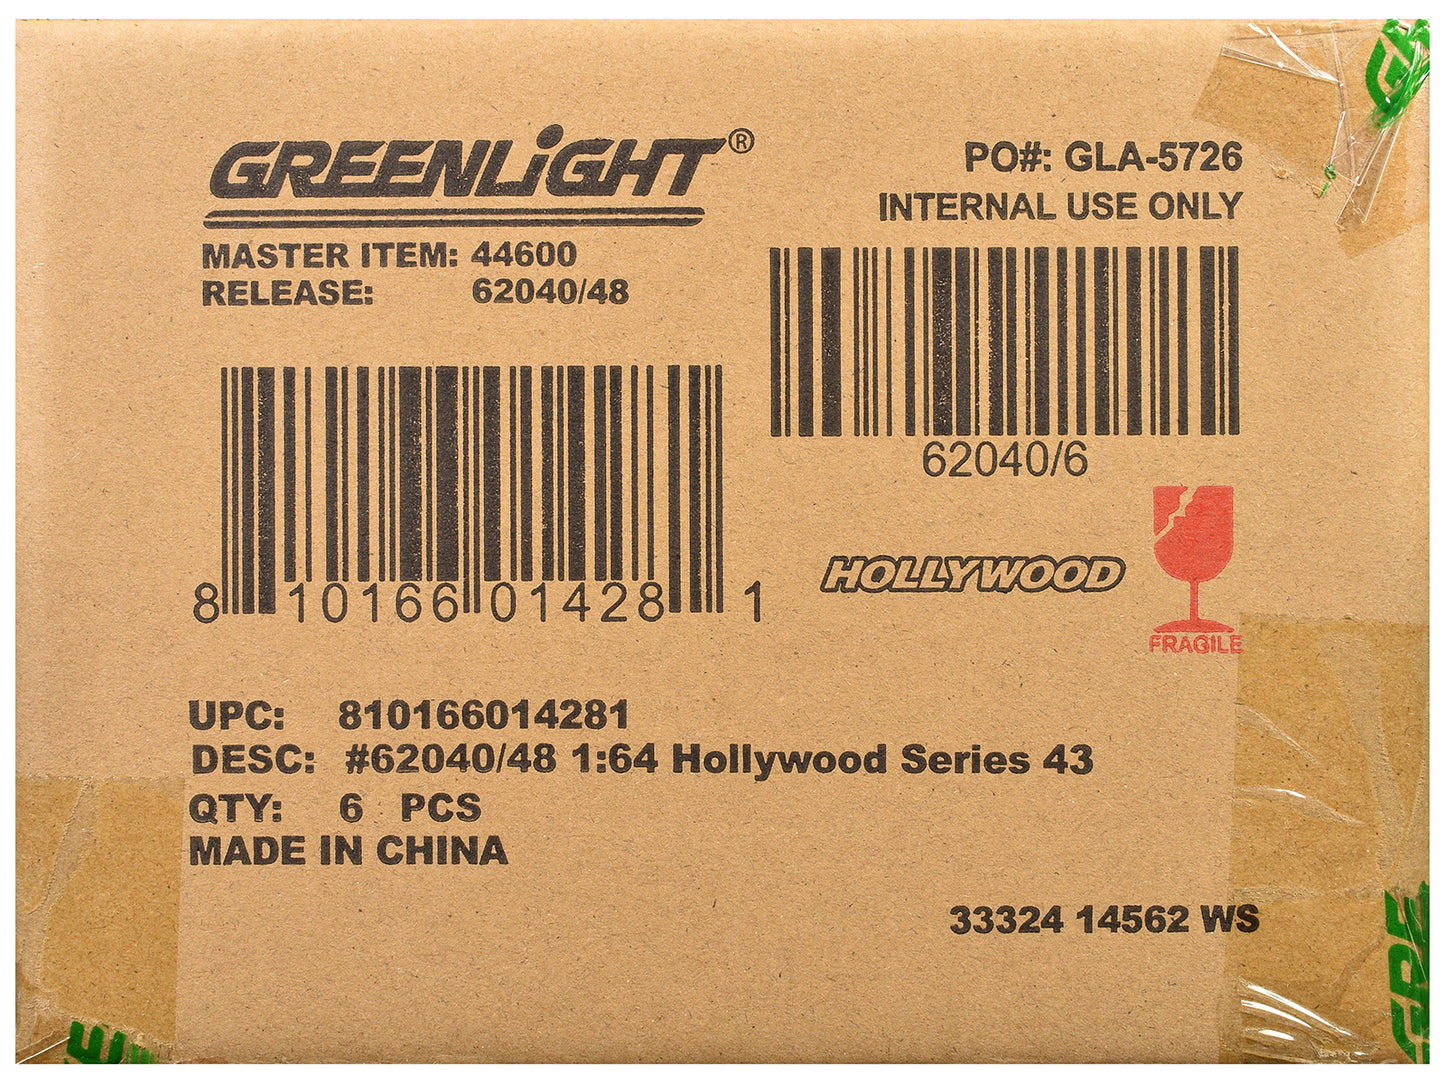 GREENLiGHT®
MASTER ITEM: 44600
RELEASE: 62040/48
PO#: GLA-5726
INTERNAL USE ONLY
62040/6
8 10166 01428 1
HOLLYWOOD
FRAGILE
UPC: 810166014281
DESC: #62040/48 1:64 Hollywood Series 43
QTY: 6 PCS
MADE IN CHINA
33324 14562 WS